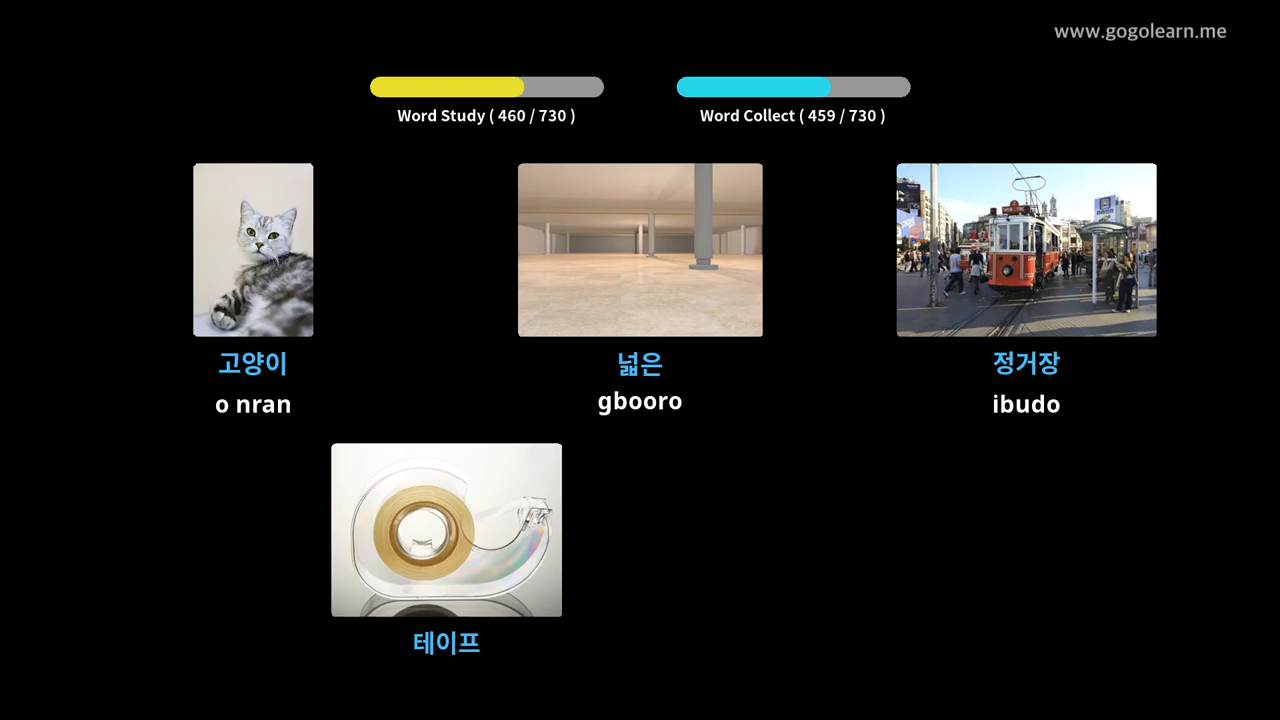 www.gogolearn.me
Word Study ( 460 / 730 )
Word Collect ( 459 / 730 )
고양이
넓은
정거장
o nran
gbooro
ibudo
테이프